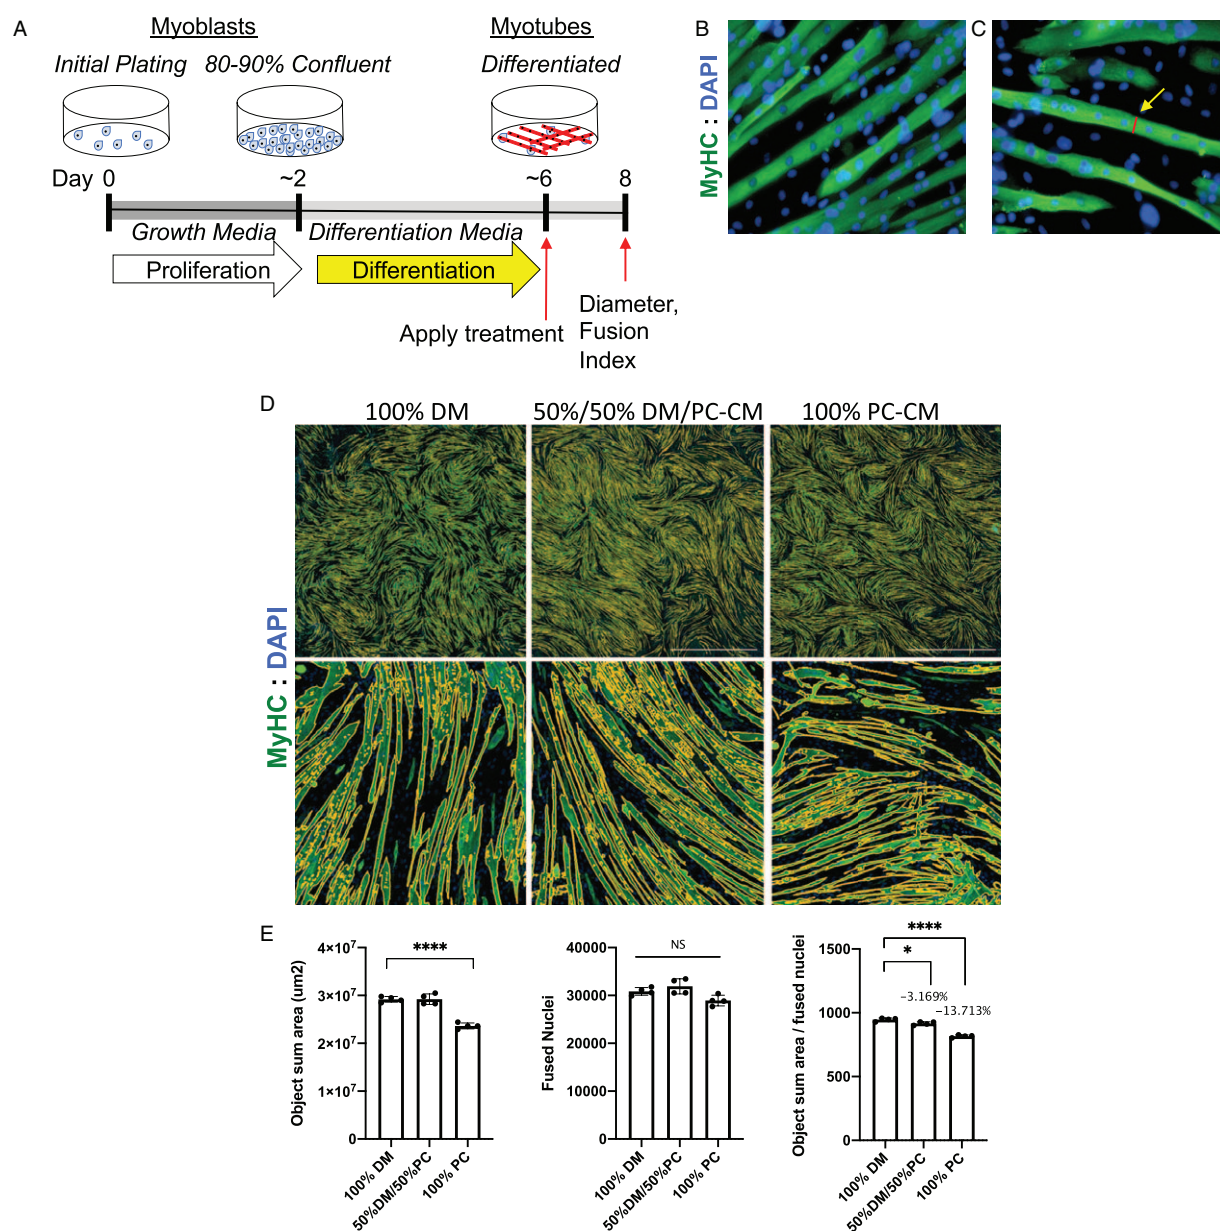 A
Myoblasts
Myotubes
Initial Plating
80-90% Confluent
Differentiated
Day
0
~2
~6
8
Growth Media
Differentiation Media
Proliferation
Differentiation
Apply treatment
Diameter,
Fusion
Index
B
MyHC : DAPI
C
D
100% DM
50%/50% DM/PC-CM
100% PC-CM
MyHC : DAPI
E
Object sum area (um2)
4×10⁷
3×10⁷
2×10⁷
1×10⁷
0
****
100% DM
50%DM/50%PC
100% PC
Fused Nuclei
40000
30000
20000
10000
0
NS
100% DM
50%DM/50%PC
100% PC
Object sum area / fused nuclei
1500
1000
500
0
****
*
−3.169%
−13.713%
100% DM
50%DM/50%PC
100% PC